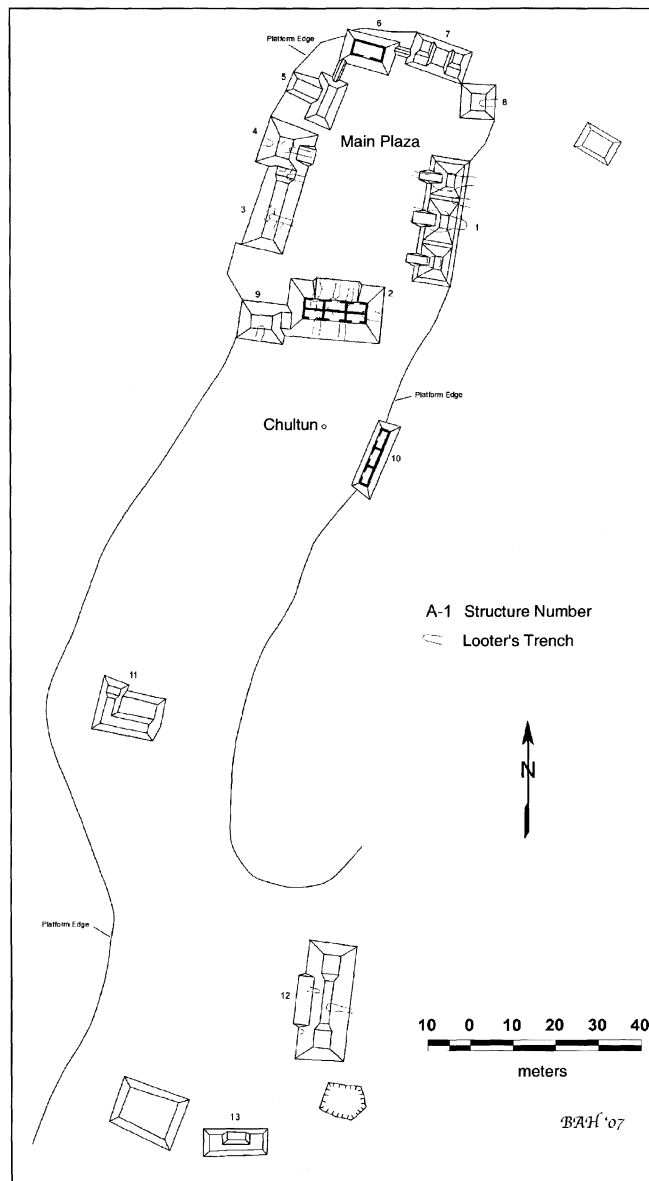 6
7
Platform Edge
5
8
4
Main Plaza
3
1
9
2
Platform Edge
Chultun
10
A-1 Structure Number
Looter's Trench
11
N
Platform Edge
12
10 0 10 20 30 40
meters
13
BAH '07